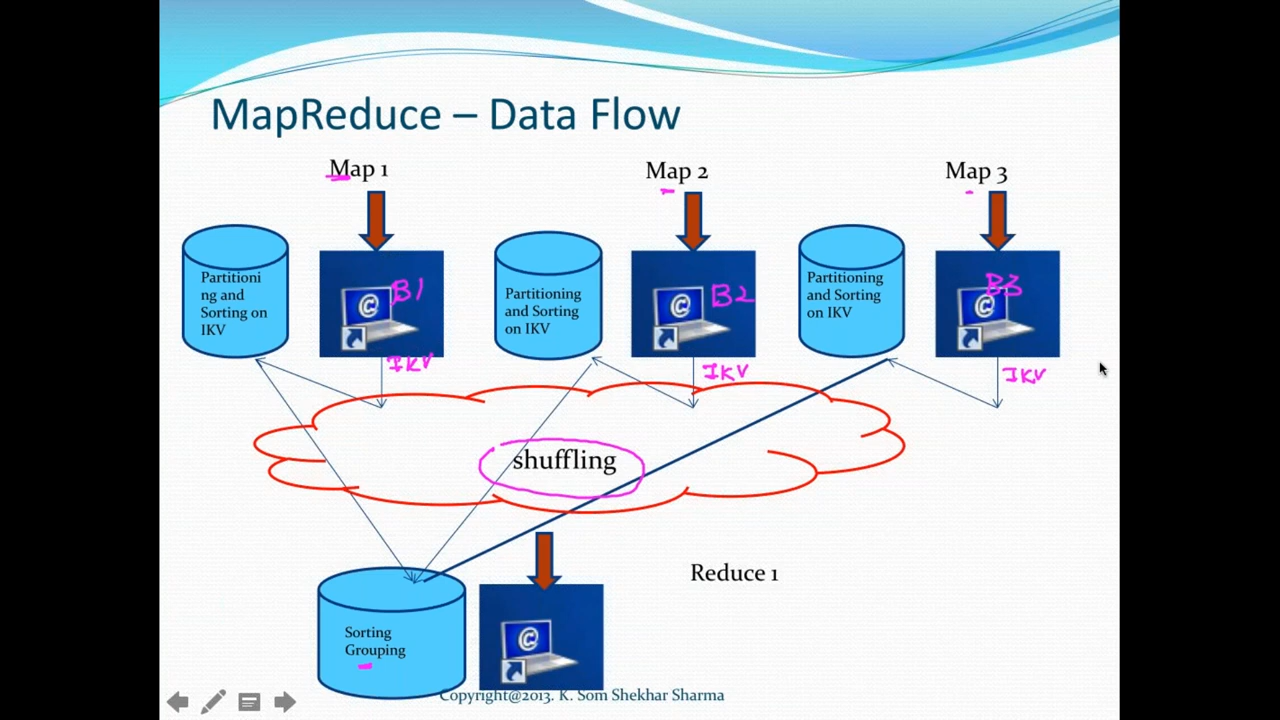 MapReduce – Data Flow
Map 1
Map 2
Map 3
Partitioni
ng and
Sorting on
IKV
B1
IKV
Partitioning
and Sorting
on IKV
B2
IKV
Partitioning
and Sorting
on IKV
B3
IKV
shuffling
Reduce 1
Sorting
Grouping
Copyright@2013. K. Som Shekhar Sharma